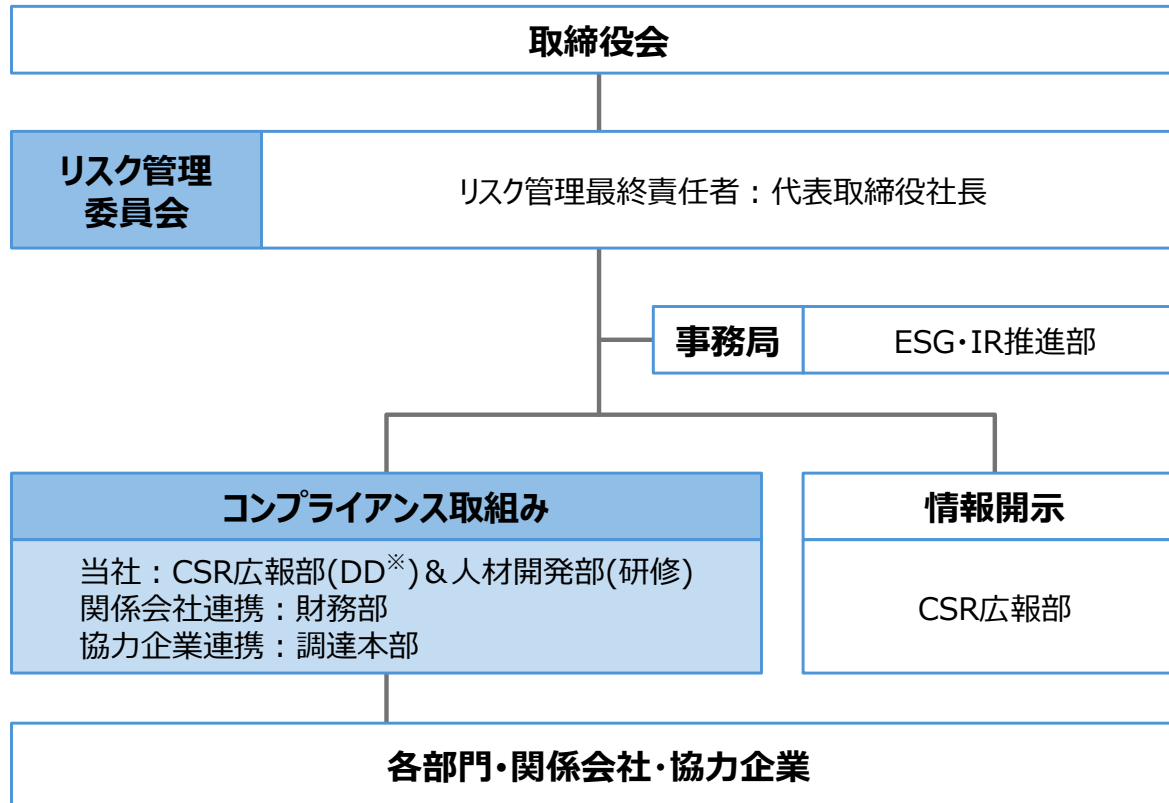 取締役会
リスク管理
委員会
リスク管理最終責任者：代表取締役社長
事務局
ESG・IR推進部
コンプライアンス取組み
当社：CSR広報部(DD※)＆人材開発部(研修)
関係会社連携：財務部
協力企業連携：調達本部
情報開示
CSR広報部
各部門・関係会社・協力企業